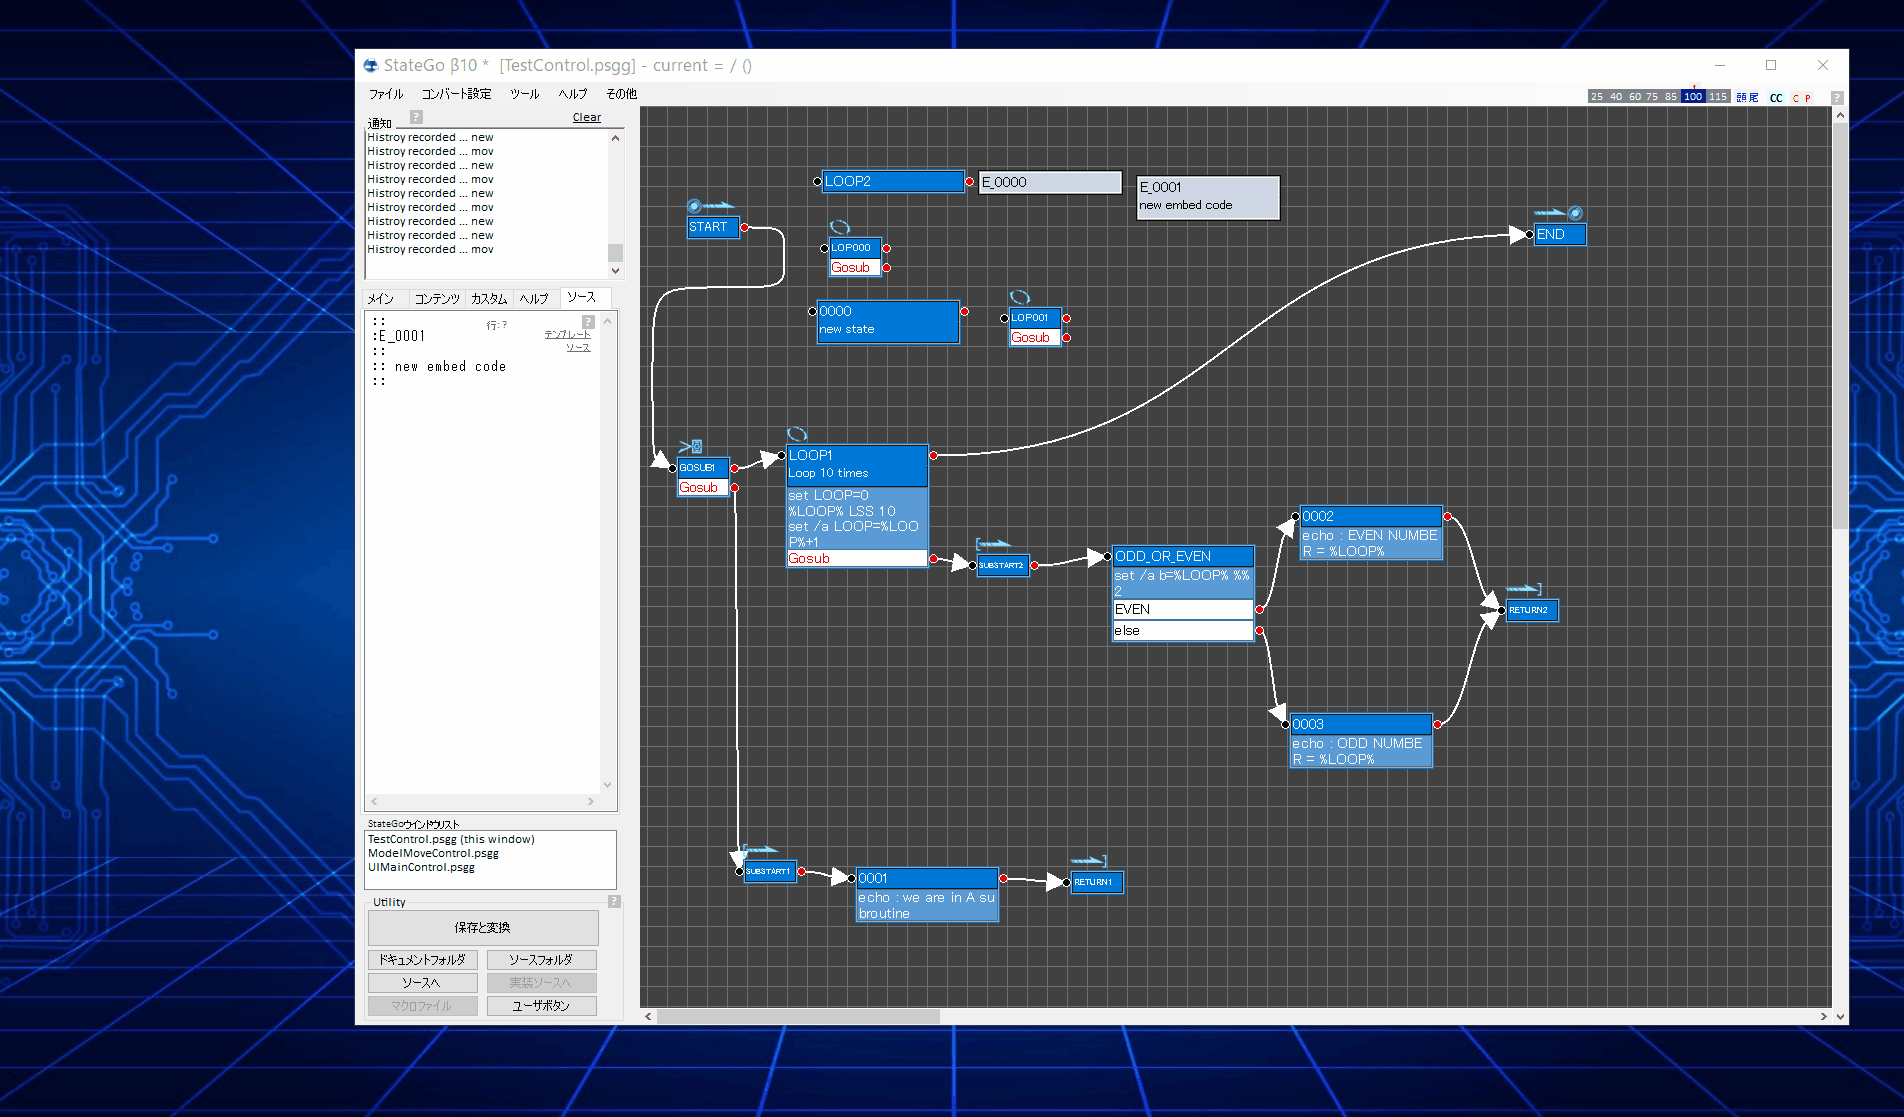 StateGo β10 * [TestControl.psgg] - current = / ()
ファイル コンバート設定 ツール ヘルプ その他
25 40 60 75 85 100 115 頭 尾 CC C P ?
通知 ? Clear
Histroy recorded ... new
Histroy recorded ... mov
Histroy recorded ... new
Histroy recorded ... mov
Histroy recorded ... new
Histroy recorded ... mov
Histroy recorded ... new
Histroy recorded ... new
Histroy recorded ... mov
メイン コンテンツ カスタム ヘルプ ソース
:: 行:? ?
:E_0001 テンプレート
:: ソース
:: new embed code
::
StateGoウインドウリスト
TestControl.psgg (this window)
ModelMoveControl.psgg
UIMainControl.psgg
Utility ?
保存と変換
ドキュメントフォルダ ソースフォルダ
ソースへ 実装ソースへ
マクロファイル ユーザボタン
LOOP2
E_0000
E_0001
new embed code
START
LOP000
Gosub
END
0000
new state
LOP001
Gosub
GOSUB1
Gosub
LOOP1
Loop 10 times
set LOOP=0
%LOOP% LSS 10
set /a LOOP=%LOO
P%+1
Gosub
SUBSTART2
ODD_OR_EVEN
set /a b=%LOOP% %%
2
EVEN
else
0002
echo : EVEN NUMBE
R = %LOOP%
RETURN2
0003
echo : ODD NUMBE
R = %LOOP%
SUBSTART1
0001
echo : we are in A su
broutine
RETURN1